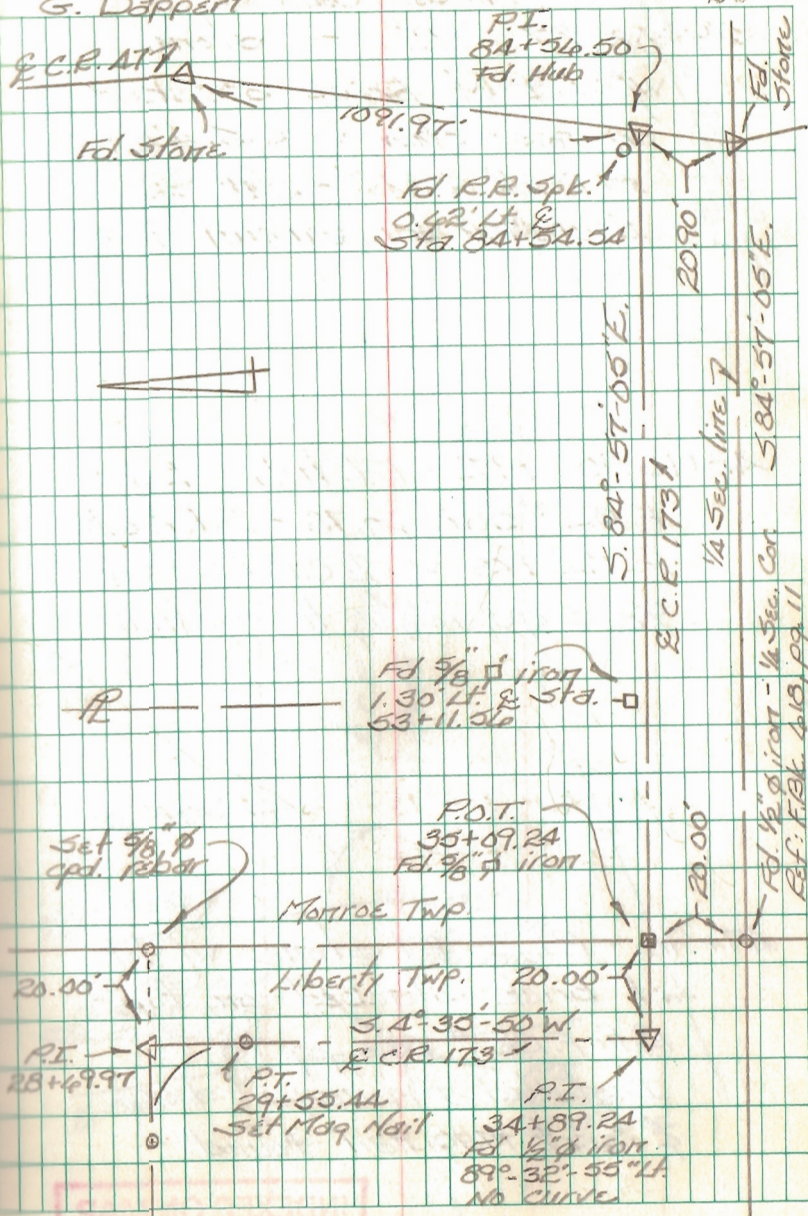 G. Dappert
P.I.
84+56.50
Fd. Hub
℄ C.R. AT7
Fd. Stone
1091.97'
Fd. Stone
Fd. R.R. Spk.
0.62' Lt. ℄
Sta. 84+54.54
20.90'
S.84°-57'-05"E.
℄ C.R. 173
1/4 Sec. line
S.84°-57'-05"E.
Fd 5/8" iron
1.30' Lt. ℄ Sta.
53+11.56
PL
Set 5/8" ø
cpd. rebar
P.O.T.
35+09.24
Fd. 5/8" iron
20.00'
Fd. 1/2" ø iron - 1/4 Sec. Cor.
Ref: F.Bk. 618, pg. 11
Monroe Twp.
Liberty Twp.
20.00'
20.00'
S.4°-35'-50"W.
℄ C.R. 173
P.I.
28+69.97
P.T.
29+55.44
Set Mag Nail
P.I.
34+89.24
Fd 1/2" ø iron
89°-32'-55" Lt.
No curve